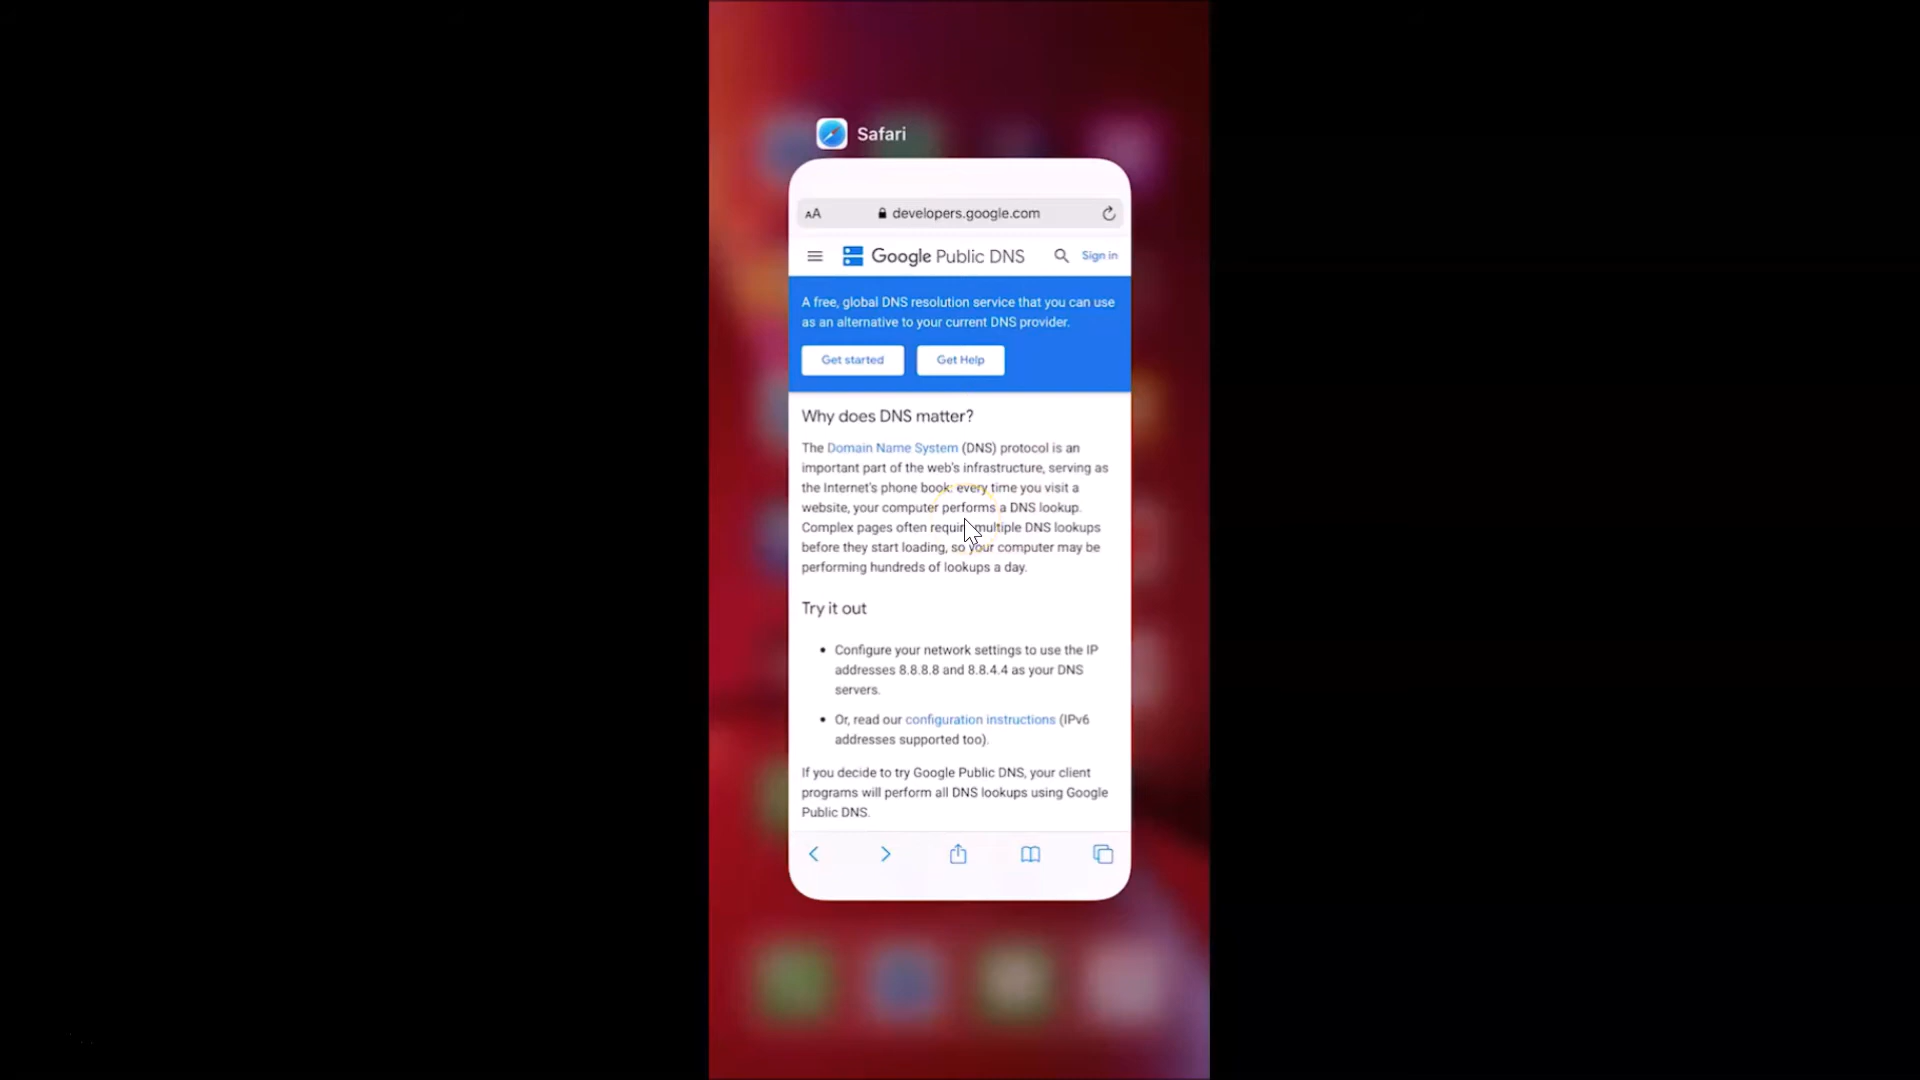 Safari
AA developers.google.com
Google Public DNS Sign in
A free, global DNS resolution service that you can use
as an alternative to your current DNS provider.
Get started Get Help
Why does DNS matter?
The Domain Name System (DNS) protocol is an
important part of the web's infrastructure, serving as
the Internet's phone book: every time you visit a
website, your computer performs a DNS lookup.
Complex pages often require multiple DNS lookups
before they start loading, so your computer may be
performing hundreds of lookups a day.
Try it out
• Configure your network settings to use the IP
addresses 8.8.8.8 and 8.8.4.4 as your DNS
servers.
• Or, read our configuration instructions (IPv6
addresses supported too).
If you decide to try Google Public DNS, your client
programs will perform all DNS lookups using Google
Public DNS.